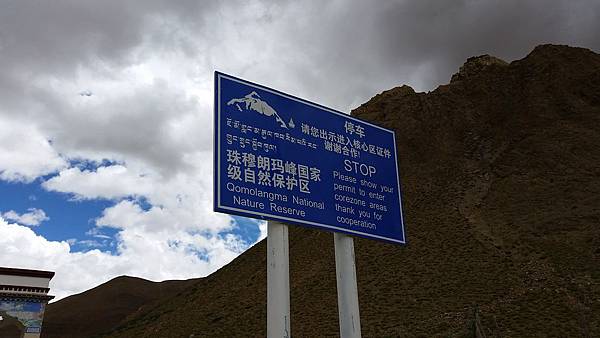 停车
请您出示进入核心区证件
谢谢合作!
珠穆朗玛峰国家
级自然保护区
STOP
Qomolangma National
Nature Reserve
Please show your
permit to enter
corezone areas
thank you for
cooperation